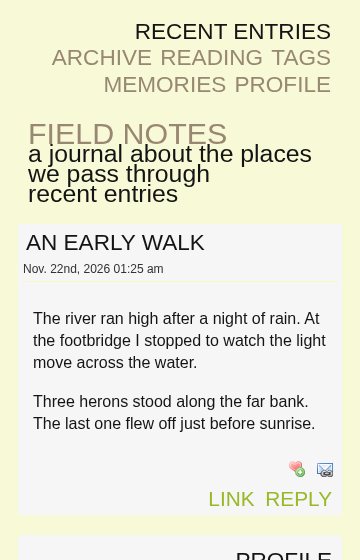 RECENT ENTRIES
ARCHIVE READING TAGS
MEMORIES PROFILE
FIELD NOTES
a journal about the places
we pass through
recent entries
AN EARLY WALK
Nov. 22nd, 2026 01:25 am
The river ran high after a night of rain. At
the footbridge I stopped to watch the light
move across the water.
Three herons stood along the far bank.
The last one flew off just before sunrise.
LINK REPLY
PROFILE